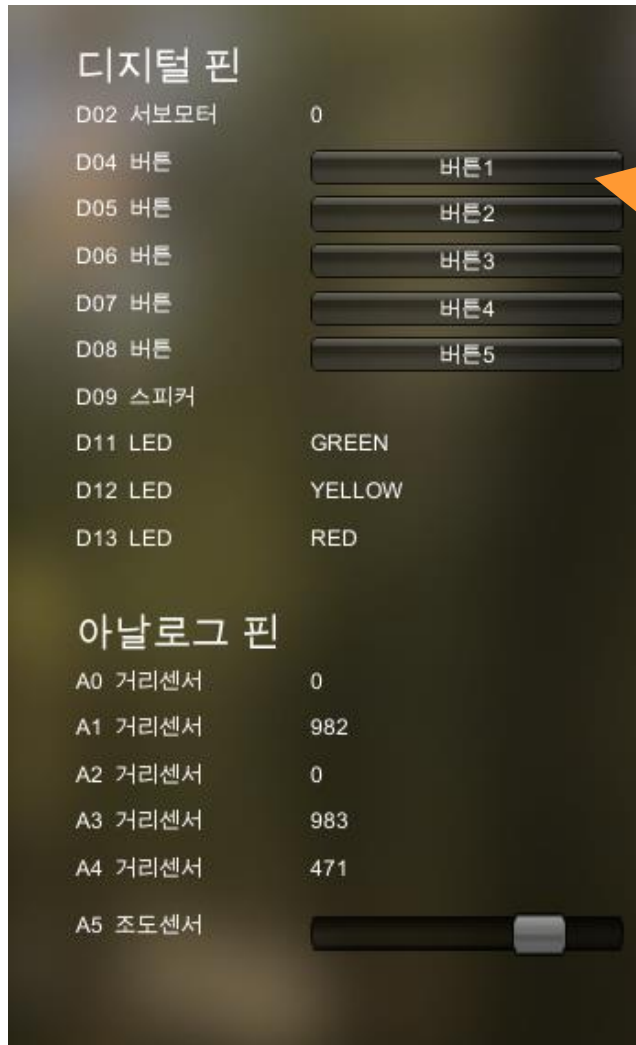 디지털 핀
D02 서보모터 0
D04 버튼 버튼1
D05 버튼 버튼2
D06 버튼 버튼3
D07 버튼 버튼4
D08 버튼 버튼5
D09 스피커
D11 LED GREEN
D12 LED YELLOW
D13 LED RED
아날로그 핀
A0 거리센서 0
A1 거리센서 982
A2 거리센서 0
A3 거리센서 983
A4 거리센서 471
A5 조도센서